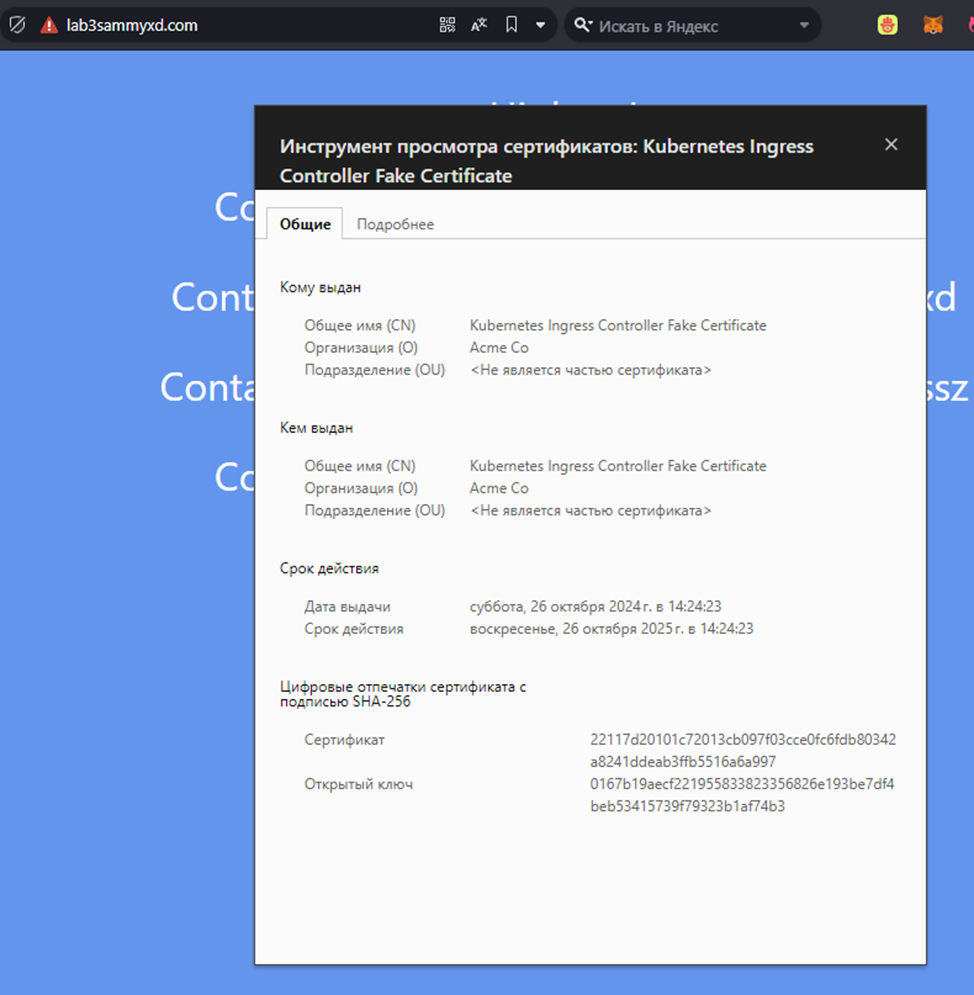 lab3sammyxd.com
Искать в Яндекс
Инструмент просмотра сертификатов: Kubernetes Ingress
Controller Fake Certificate
Общие Подробнее
Кому выдан
Общее имя (CN) Kubernetes Ingress Controller Fake Certificate
Организация (O) Acme Co
Подразделение (OU) <Не является частью сертификата>
Кем выдан
Общее имя (CN) Kubernetes Ingress Controller Fake Certificate
Организация (O) Acme Co
Подразделение (OU) <Не является частью сертификата>
Срок действия
Дата выдачи суббота, 26 октября 2024 г. в 14:24:23
Срок действия воскресенье, 26 октября 2025 г. в 14:24:23
Цифровые отпечатки сертификата с
подписью SHA-256
Сертификат 22117d20101c72013cb097f03cce0fc6fdb80342
a8241ddeab3ffb5516a6a997
Открытый ключ 0167b19aecf221955833823356826e193be7df4
beb53415739f79323b1af74b3
Co
Cont xd
Conta ssz
Co